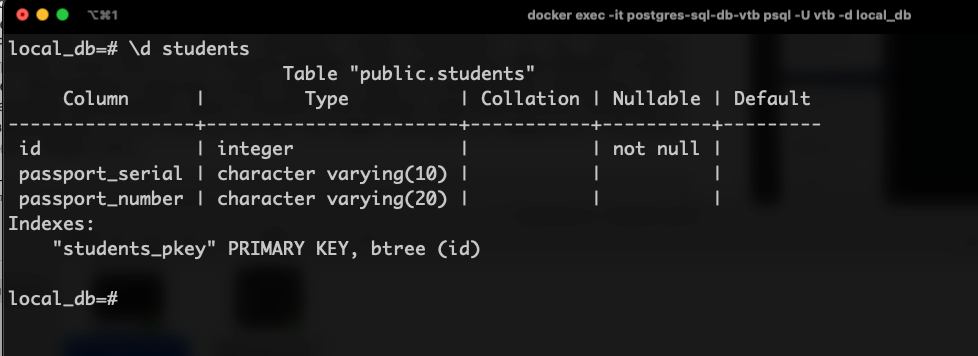 ⌥⌘1
docker exec -it postgres-sql-db-vtb psql -U vtb -d local_db
local_db=# \d students
Table "public.students"
Column | Type | Collation | Nullable | Default
-----------------+-----------------------+-----------+----------+---------
id | integer | | not null |
passport_serial | character varying(10) | | |
passport_number | character varying(20) | | |
Indexes:
"students_pkey" PRIMARY KEY, btree (id)
local_db=#